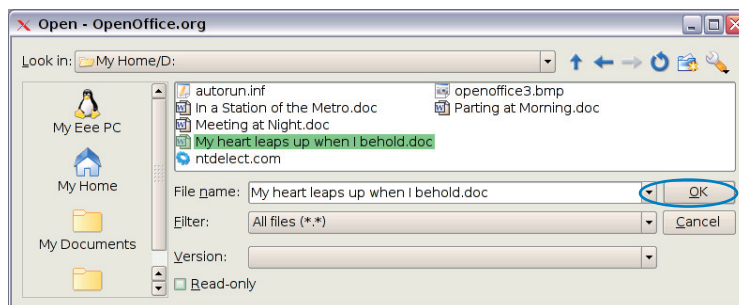 Open - OpenOffice.org
Look in: My Home/D:
My Eee PC
My Home
My Documents
autorun.inf
In a Station of the Metro.doc
Meeting at Night.doc
My heart leaps up when I behold.doc
ntdelect.com
openoffice3.bmp
Parting at Morning.doc
File name: My heart leaps up when I behold.doc OK
Filter: All files (*.*) Cancel
Version:
Read-only